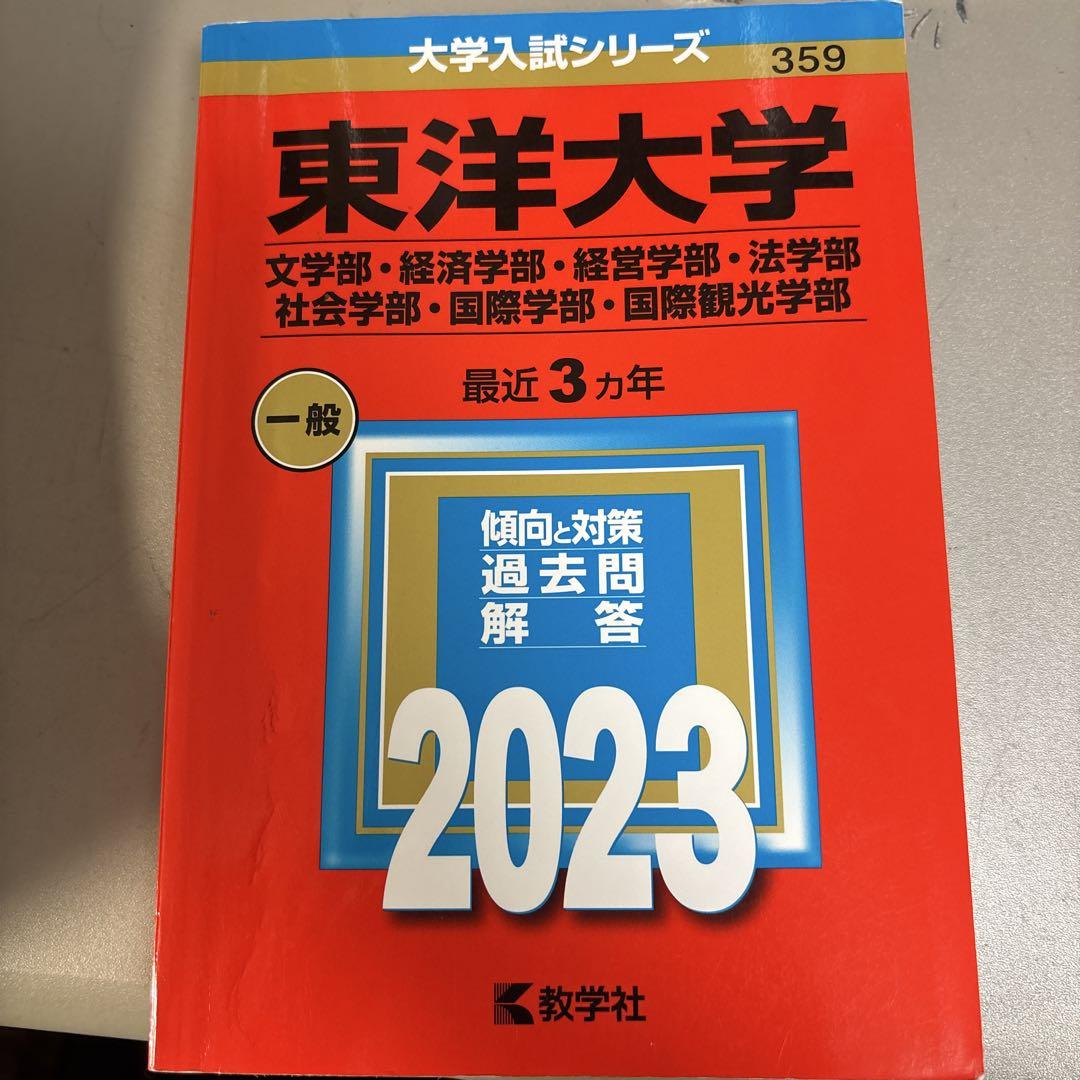 大学入試シリーズ
359
東洋大学
文学部・経済学部・経営学部・法学部
社会学部・国際学部・国際観光学部
最近3カ年
一般
傾向と対策
過去問
解答
2023
教学社